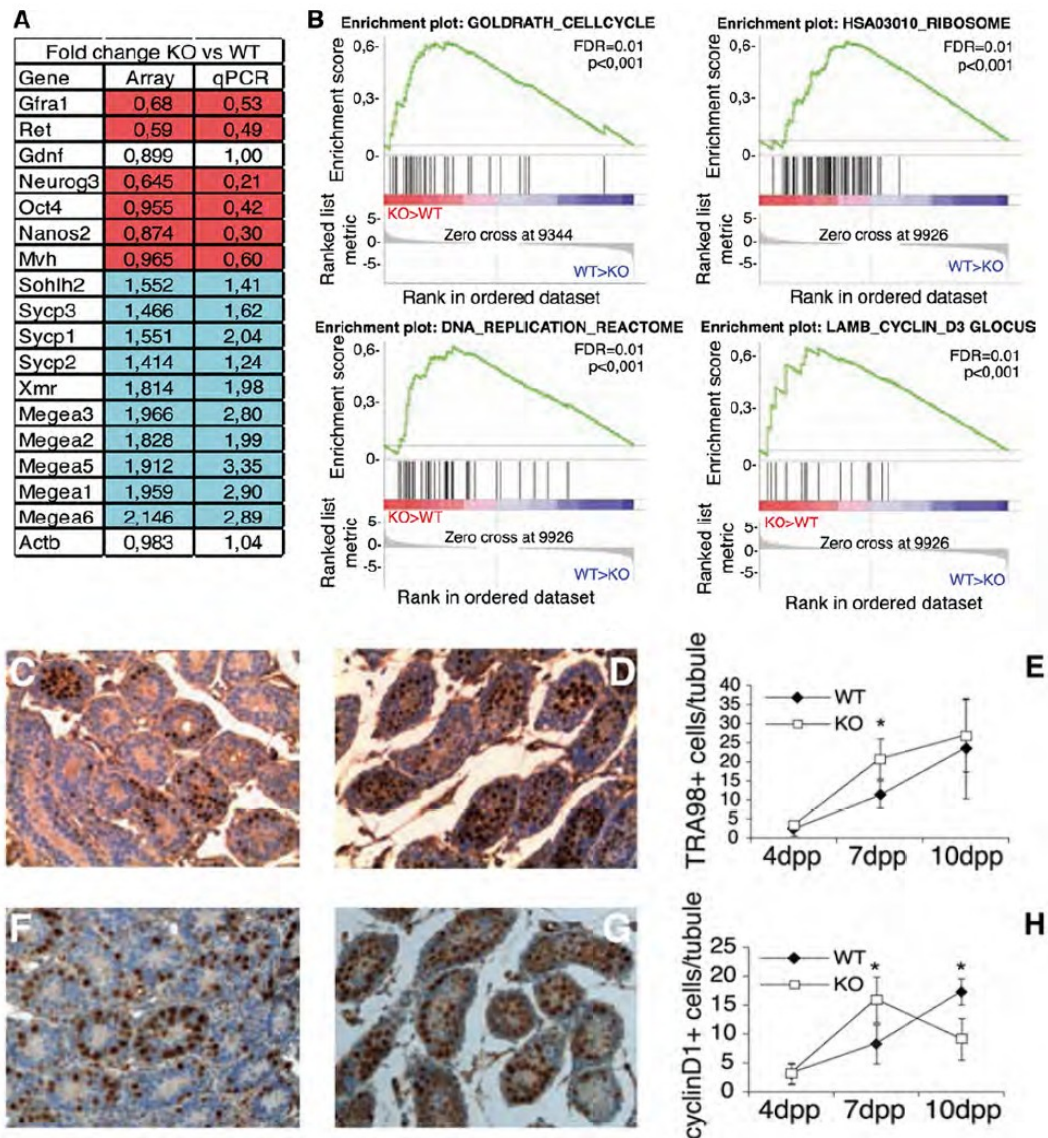 A
Fold change KO vs WT
Gene Array qPCR
Gfra1 0,68 0,53
Ret 0,59 0,49
Gdnf 0,899 1,00
Neurog3 0,645 0,21
Oct4 0,955 0,42
Nanos2 0,874 0,30
Mvh 0,965 0,60
Sohlh2 1,552 1,41
Sycp3 1,466 1,62
Sycp1 1,551 2,04
Sycp2 1,414 1,24
Xmr 1,814 1,98
Megea3 1,966 2,80
Megea2 1,828 1,99
Megea5 1,912 3,35
Megea1 1,959 2,90
Megea6 2,146 2,89
Actb 0,983 1,04
B
Enrichment plot: GOLDRATH_CELLCYCLE
Enrichment score
0,6-
0,3-
0-
FDR=0.01
p<0,001
KO>WT
Ranked list
metric
5-
0-
-5-
Zero cross at 9344
WT>KO
Rank in ordered dataset
Enrichment plot: HSA03010_RIBOSOME
Enrichment score
0,6-
0,3-
0-
FDR=0.01
p<0,001
KO>WT
Ranked list
metric
5-
0-
-5-
Zero cross at 9926
WT>KO
Rank in ordered dataset
Enrichment plot: DNA_REPLICATION_REACTOME
Enrichment score
0,6-
0,3-
0-
FDR=0.01
p<0,001
KO>WT
Ranked list
metric
5-
0-
-5-
Zero cross at 9926
WT>KO
Rank in ordered dataset
Enrichment plot: LAMB_CYCLIN_D3 GLOCUS
Enrichment score
0,6-
0,3-
0-
FDR=0.01
p<0,001
KO>WT
Ranked list
metric
5-
0-
-5-
Zero cross at 9926
WT>KO
Rank in ordered dataset
C
D
E
TRA98+ cells/tubule
40
35
30
25
20
15
10
5
0
WT
KO
*
4dpp 7dpp 10dpp
F
G
H
cyclinD1+ cells/tubule
25
20
15
10
5
0
WT
KO
* *
4dpp 7dpp 10dpp